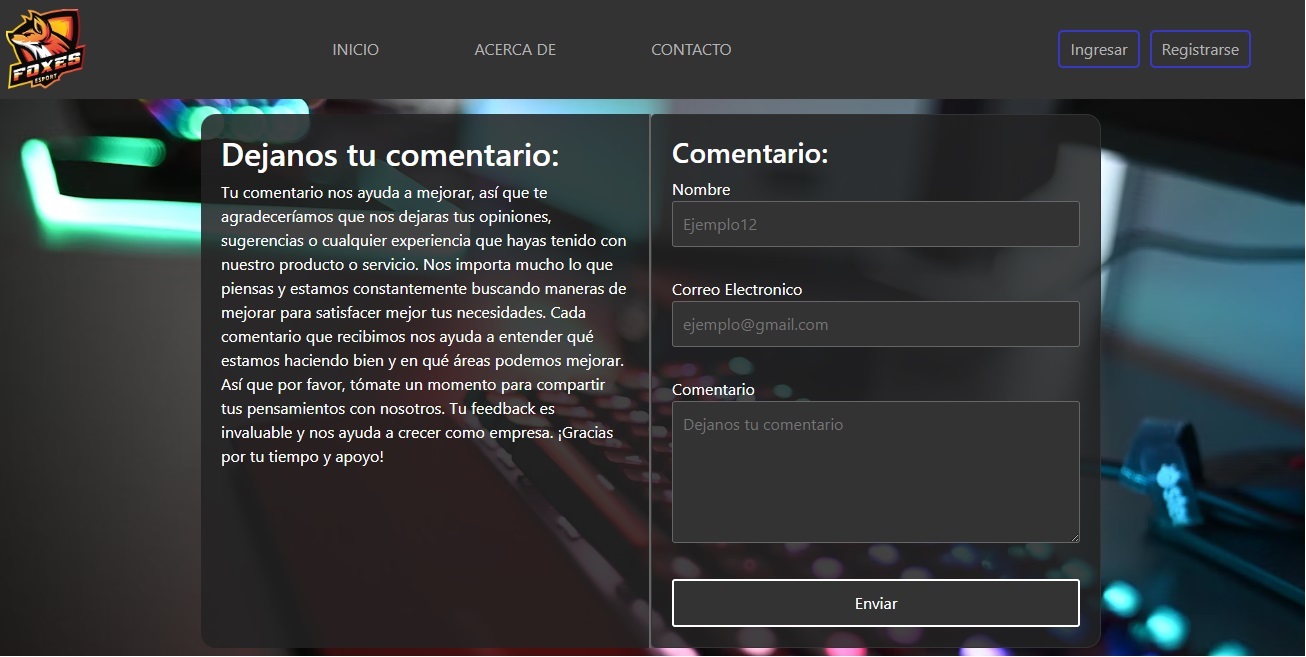 FOXES
ESPORT
INICIO
ACERCA DE
CONTACTO
Ingresar
Registrarse
Dejanos tu comentario:
Tu comentario nos ayuda a mejorar, así que te
agradeceríamos que nos dejaras tus opiniones,
sugerencias o cualquier experiencia que hayas tenido con
nuestro producto o servicio. Nos importa mucho lo que
piensas y estamos constantemente buscando maneras de
mejorar para satisfacer mejor tus necesidades. Cada
comentario que recibimos nos ayuda a entender qué
estamos haciendo bien y en qué áreas podemos mejorar.
Así que por favor, tómate un momento para compartir
tus pensamientos con nosotros. Tu feedback es
invaluable y nos ayuda a crecer como empresa. ¡Gracias
por tu tiempo y apoyo!
Comentario:
Nombre
Ejemplo12
Correo Electronico
ejemplo@gmail.com
Comentario
Dejanos tu comentario
Enviar